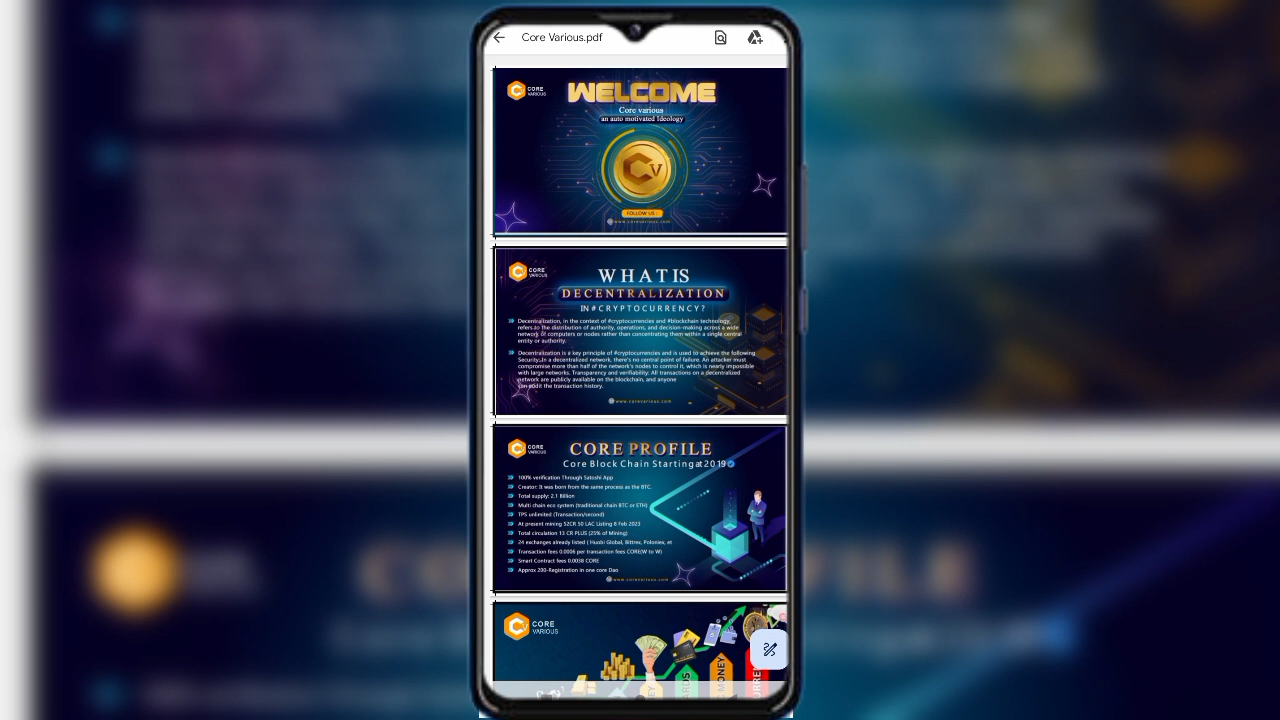 Core Various.pdf
CORE
VARIOUS
WELCOME
Core various
an auto motivated Ideology
CV
FOLLOW US :
www.corevarious.com
CORE
VARIOUS
WHAT IS
DECENTRALIZATION
IN #CRYPTOCURRENCY?
Decentralization, in the context of #cryptocurrencies and #blockchain technology,
refers to the distribution of authority, operations, and decision-making across a wide
network of computers or nodes rather than concentrating them within a single central
entity or authority.
Decentralization is a key principle of #cryptocurrencies and is used to achieve the following
Security:.In a decentralized network, there's no central point of failure. An attacker must
compromise more than half of the network's nodes to control it, which is nearly impossible
with large networks. Transparency and verifiability: All transactions on a decentralized
network are publicly available on the blockchain, and anyone
can audit the transaction history.
www.corevarious.com
CORE
VARIOUS
CORE PROFILE
Core Block Chain Starting at 2019
100% verification Through Satoshi App
Creator: It was born from the same process as the BTC.
Total supply: 2.1 Billion
Multi chain eco system (traditional chain BTC or ETH)
TPS unlimited (Transaction/second)
At present mining 52CR 50 LAC Listing 8 Feb 2023
Total circulation 13 CR PLUS (25% of Mining)
24 exchanges already listed ( Huobi Global, Bittrex, Poloniex, et
Transaction fees 0.0006 per transaction fees CORE(W to W)
Smart Contract fees 0.0038 CORE
Approx 200-Registration in one core Dao
www.corevarious.com
CORE
VARIOUS
MONEY